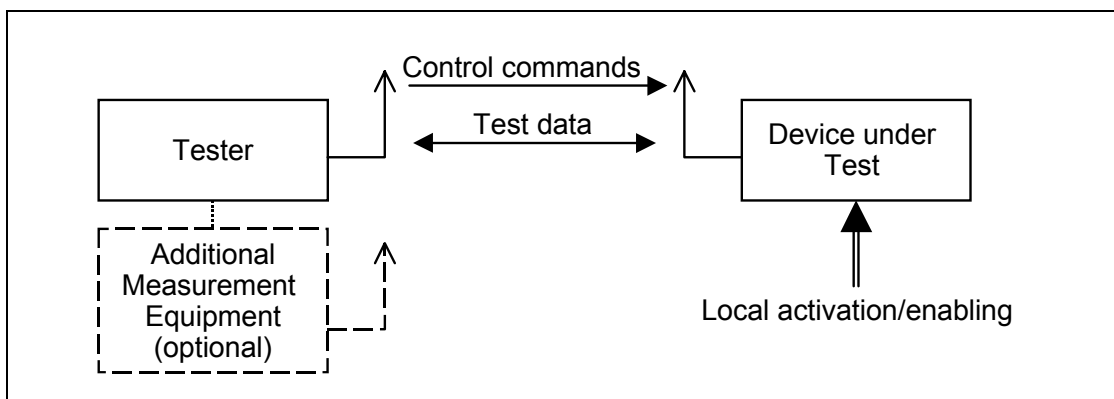 Control commands
Test data
Tester
Device under
Test
Additional
Measurement
Equipment
(optional)
Local activation/enabling